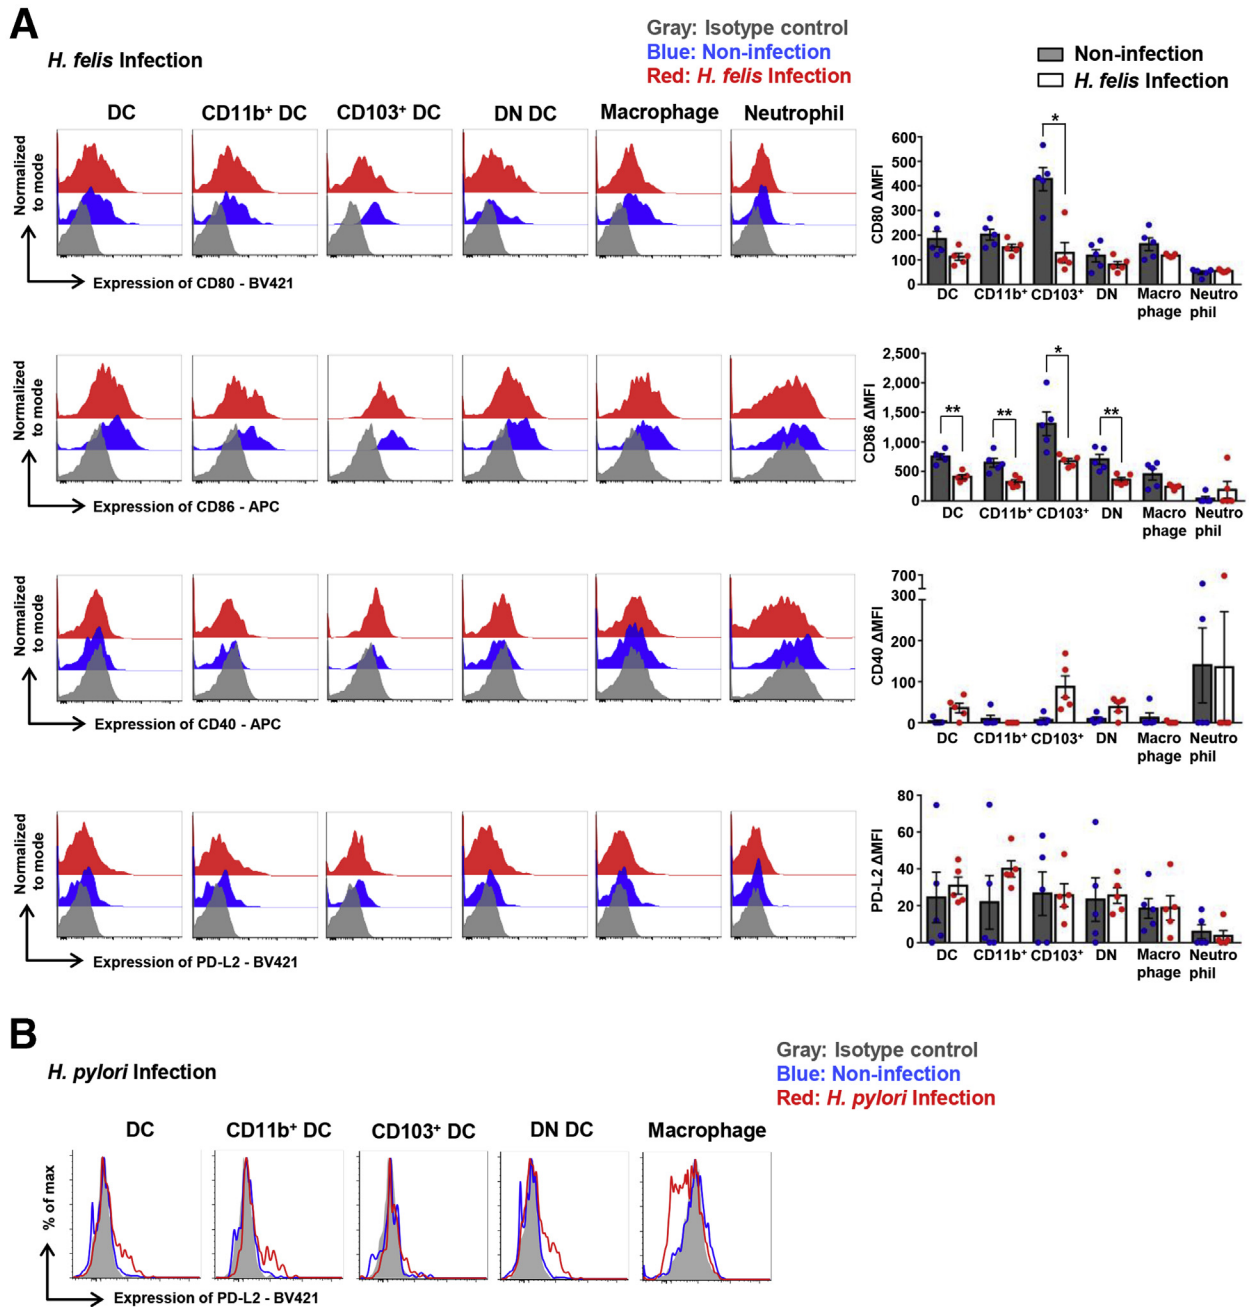 A
H. felis Infection
Gray: Isotype control
Blue: Non-infection
Red: H. felis Infection
Non-infection
H. felis Infection
DC
CD11b+ DC
CD103+ DC
DN DC
Macrophage
Neutrophil
Normalized
to mode
Expression of CD80 - BV421
CD80 ΔMFI
600
500
400
300
200
100
0
*
DC
CD11b+
CD103+
DN
Macro
phage
Neutro
phil
Normalized
to mode
Expression of CD86 - APC
CD86 ΔMFI
2,500
2,000
1,500
1,000
500
0
**
**
*
**
DC
CD11b+
CD103+
DN
Macro
phage
Neutro
phil
Normalized
to mode
Expression of CD40 - APC
CD40 ΔMFI
700
300
200
100
0
DC
CD11b+
CD103+
DN
Macro
phage
Neutro
phil
Normalized
to mode
Expression of PD-L2 - BV421
PD-L2 ΔMFI
80
60
40
20
0
DC
CD11b+
CD103+
DN
Macro
phage
Neutro
phil
B
H. pylori Infection
Gray: Isotype control
Blue: Non-infection
Red: H. pylori Infection
DC
CD11b+ DC
CD103+ DC
DN DC
Macrophage
% of max
Expression of PD-L2 - BV421